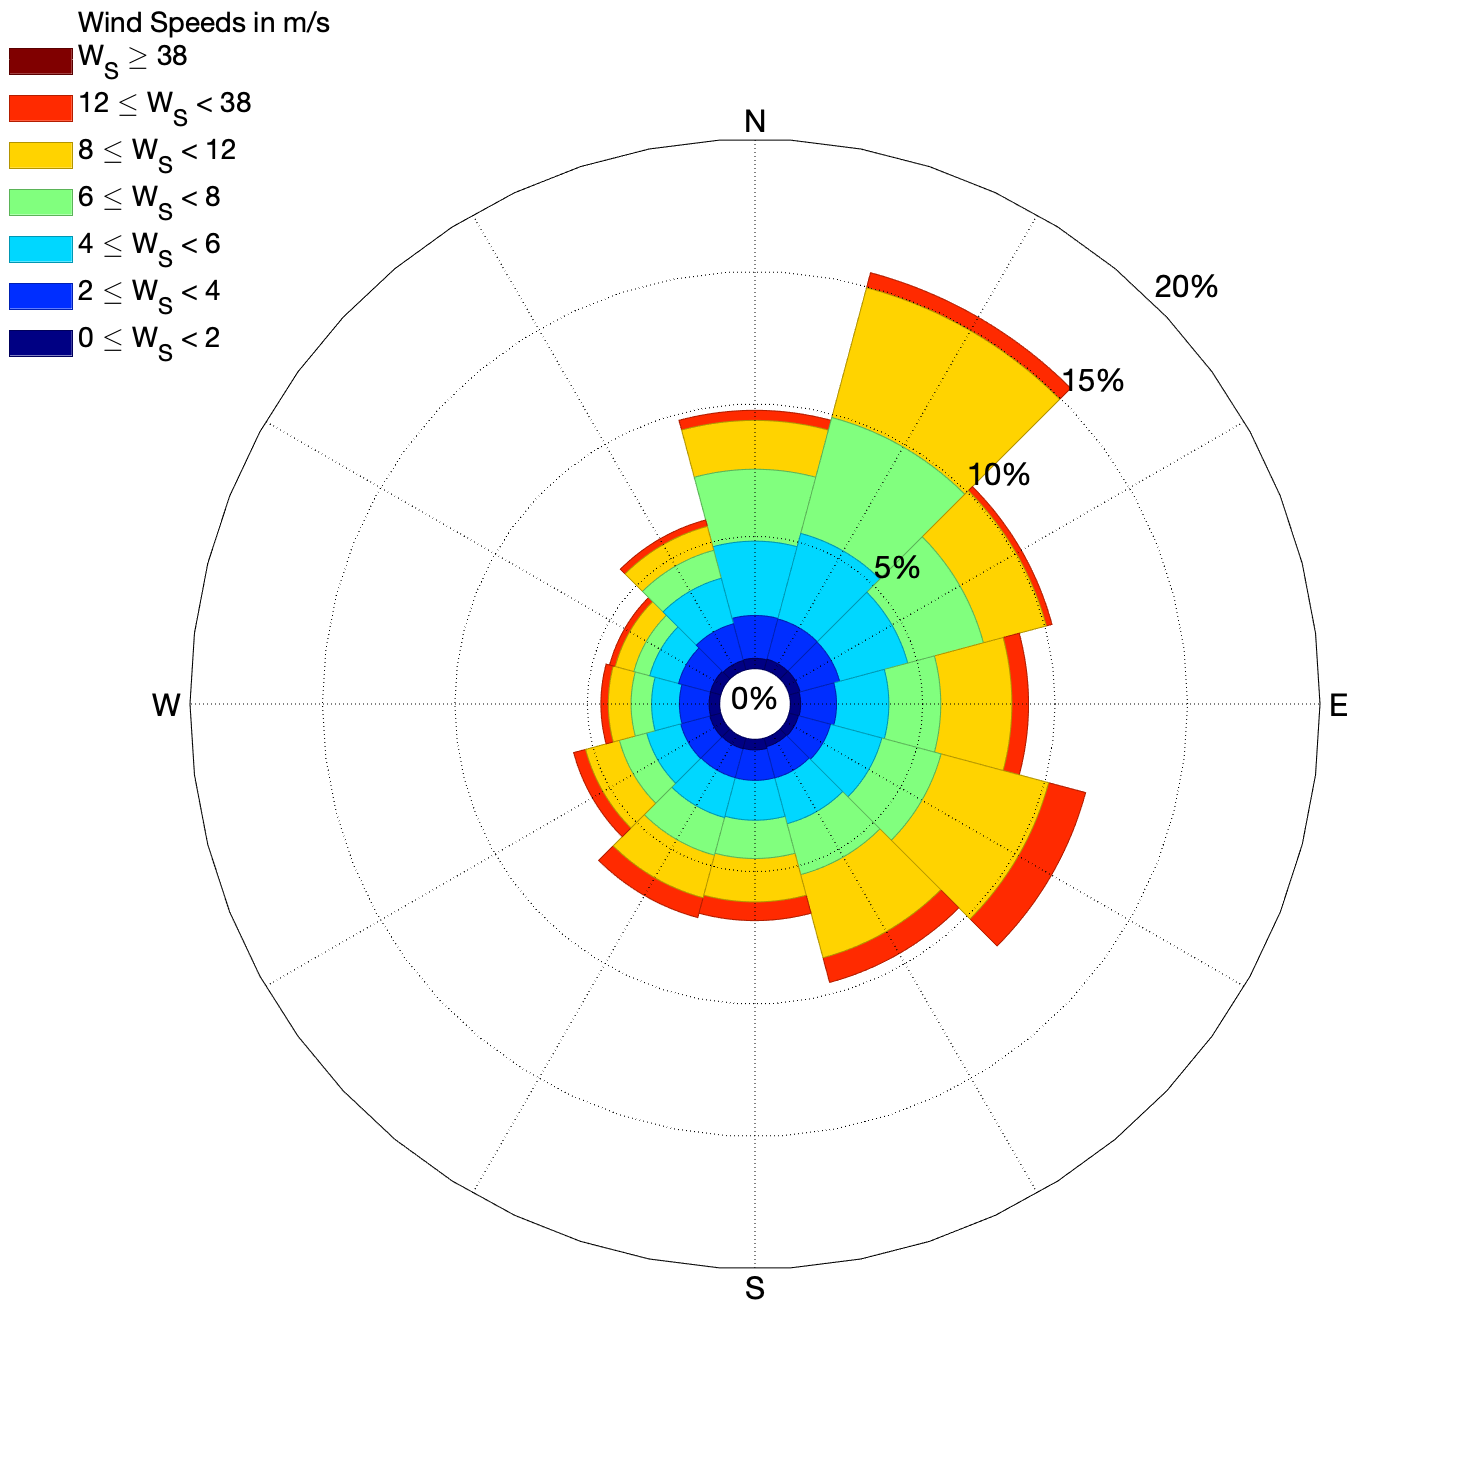 Wind Speeds in m/s
W_S ≥ 38
12 ≤ W_S < 38
8 ≤ W_S < 12
6 ≤ W_S < 8
4 ≤ W_S < 6
2 ≤ W_S < 4
0 ≤ W_S < 2
N
20%
15%
10%
5%
0%
W
E
S